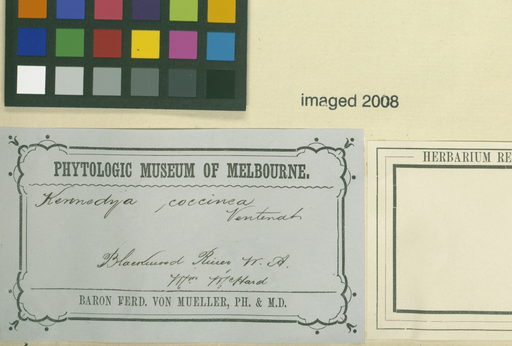 imaged 2008
PHYTOLOGIC MUSEUM OF MELBOURNE.
HERBARIUM RE
Kennedya coccinea
Ventenat
Blackwood River W. A.
Mrs McHard
BARON FERD. VON MUELLER, PH. & M.D.